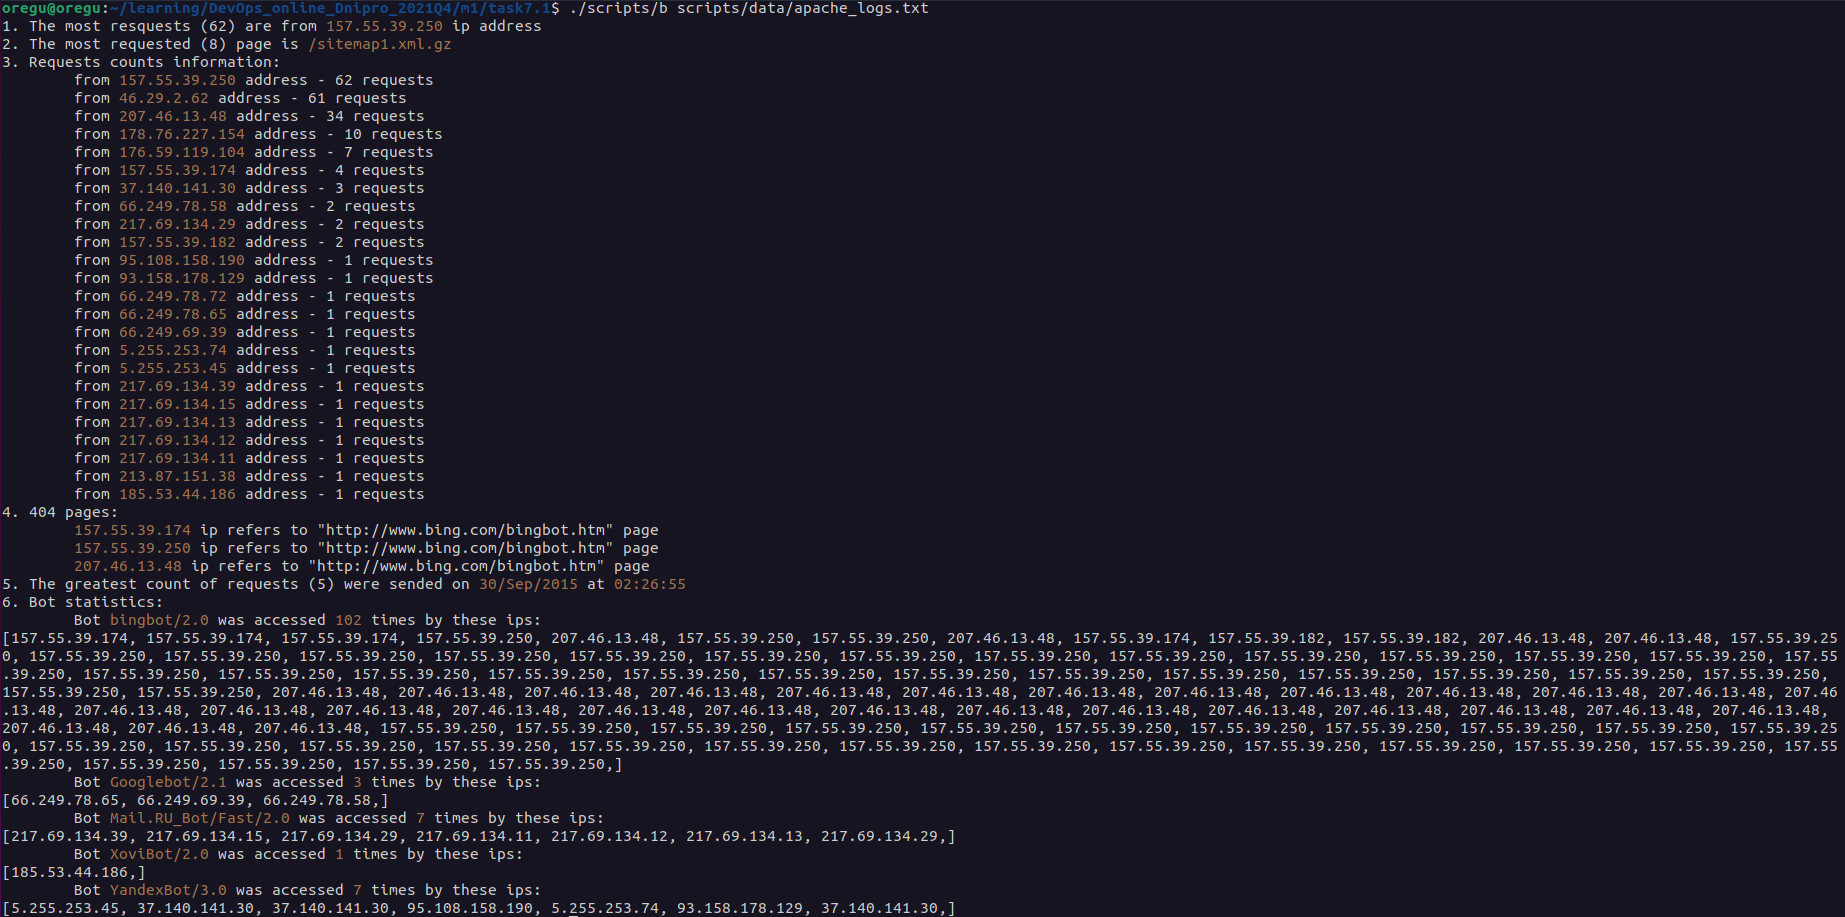 oregu@oregu:~/learning/DevOps_online_Dnipro_2021Q4/m1/task7.1$ ./scripts/b scripts/data/apache_logs.txt
1. The most resquests (62) are from 157.55.39.250 ip address
2. The most requested (8) page is /sitemap1.xml.gz
3. Requests counts information:
from 157.55.39.250 address - 62 requests
from 46.29.2.62 address - 61 requests
from 207.46.13.48 address - 34 requests
from 178.76.227.154 address - 10 requests
from 176.59.119.104 address - 7 requests
from 157.55.39.174 address - 4 requests
from 37.140.141.30 address - 3 requests
from 66.249.78.58 address - 2 requests
from 217.69.134.29 address - 2 requests
from 157.55.39.182 address - 2 requests
from 95.108.158.190 address - 1 requests
from 93.158.178.129 address - 1 requests
from 66.249.78.72 address - 1 requests
from 66.249.78.65 address - 1 requests
from 66.249.69.39 address - 1 requests
from 5.255.253.74 address - 1 requests
from 5.255.253.45 address - 1 requests
from 217.69.134.39 address - 1 requests
from 217.69.134.15 address - 1 requests
from 217.69.134.13 address - 1 requests
from 217.69.134.12 address - 1 requests
from 217.69.134.11 address - 1 requests
from 213.87.151.38 address - 1 requests
from 185.53.44.186 address - 1 requests
4. 404 pages:
157.55.39.174 ip refers to "http://www.bing.com/bingbot.htm" page
157.55.39.250 ip refers to "http://www.bing.com/bingbot.htm" page
207.46.13.48 ip refers to "http://www.bing.com/bingbot.htm" page
5. The greatest count of requests (5) were sended on 30/Sep/2015 at 02:26:55
6. Bot statistics:
Bot bingbot/2.0 was accessed 102 times by these ips:
[157.55.39.174, 157.55.39.174, 157.55.39.174, 157.55.39.250, 207.46.13.48, 157.55.39.250, 157.55.39.250, 207.46.13.48, 157.55.39.174, 157.55.39.182, 157.55.39.182, 207.46.13.48, 207.46.13.48, 157.55.39.25
0, 157.55.39.250, 157.55.39.250, 157.55.39.250, 157.55.39.250, 157.55.39.250, 157.55.39.250, 157.55.39.250, 157.55.39.250, 157.55.39.250, 157.55.39.250, 157.55.39.250, 157.55.39.250, 157.55.39.250, 157.55
.39.250, 157.55.39.250, 157.55.39.250, 157.55.39.250, 157.55.39.250, 157.55.39.250, 157.55.39.250, 157.55.39.250, 157.55.39.250, 157.55.39.250, 157.55.39.250, 157.55.39.250, 157.55.39.250, 157.55.39.250,
157.55.39.250, 157.55.39.250, 207.46.13.48, 207.46.13.48, 207.46.13.48, 207.46.13.48, 207.46.13.48, 207.46.13.48, 207.46.13.48, 207.46.13.48, 207.46.13.48, 207.46.13.48, 207.46.13.48, 207.46.13.48, 207.46
.13.48, 207.46.13.48, 207.46.13.48, 207.46.13.48, 207.46.13.48, 207.46.13.48, 207.46.13.48, 207.46.13.48, 207.46.13.48, 207.46.13.48, 207.46.13.48, 207.46.13.48, 207.46.13.48, 207.46.13.48, 207.46.13.48,
207.46.13.48, 207.46.13.48, 207.46.13.48, 157.55.39.250, 157.55.39.250, 157.55.39.250, 157.55.39.250, 157.55.39.250, 157.55.39.250, 157.55.39.250, 157.55.39.250, 157.55.39.250, 157.55.39.250, 157.55.39.25
0, 157.55.39.250, 157.55.39.250, 157.55.39.250, 157.55.39.250, 157.55.39.250, 157.55.39.250, 157.55.39.250, 157.55.39.250, 157.55.39.250, 157.55.39.250, 157.55.39.250, 157.55.39.250, 157.55.39.250, 157.55
.39.250, 157.55.39.250, 157.55.39.250, 157.55.39.250, 157.55.39.250,]
Bot Googlebot/2.1 was accessed 3 times by these ips:
[66.249.78.65, 66.249.69.39, 66.249.78.58,]
Bot Mail.RU_Bot/Fast/2.0 was accessed 7 times by these ips:
[217.69.134.39, 217.69.134.15, 217.69.134.29, 217.69.134.11, 217.69.134.12, 217.69.134.13, 217.69.134.29,]
Bot XoviBot/2.0 was accessed 1 times by these ips:
[185.53.44.186,]
Bot YandexBot/3.0 was accessed 7 times by these ips:
[5.255.253.45, 37.140.141.30, 37.140.141.30, 95.108.158.190, 5.255.253.74, 93.158.178.129, 37.140.141.30,]